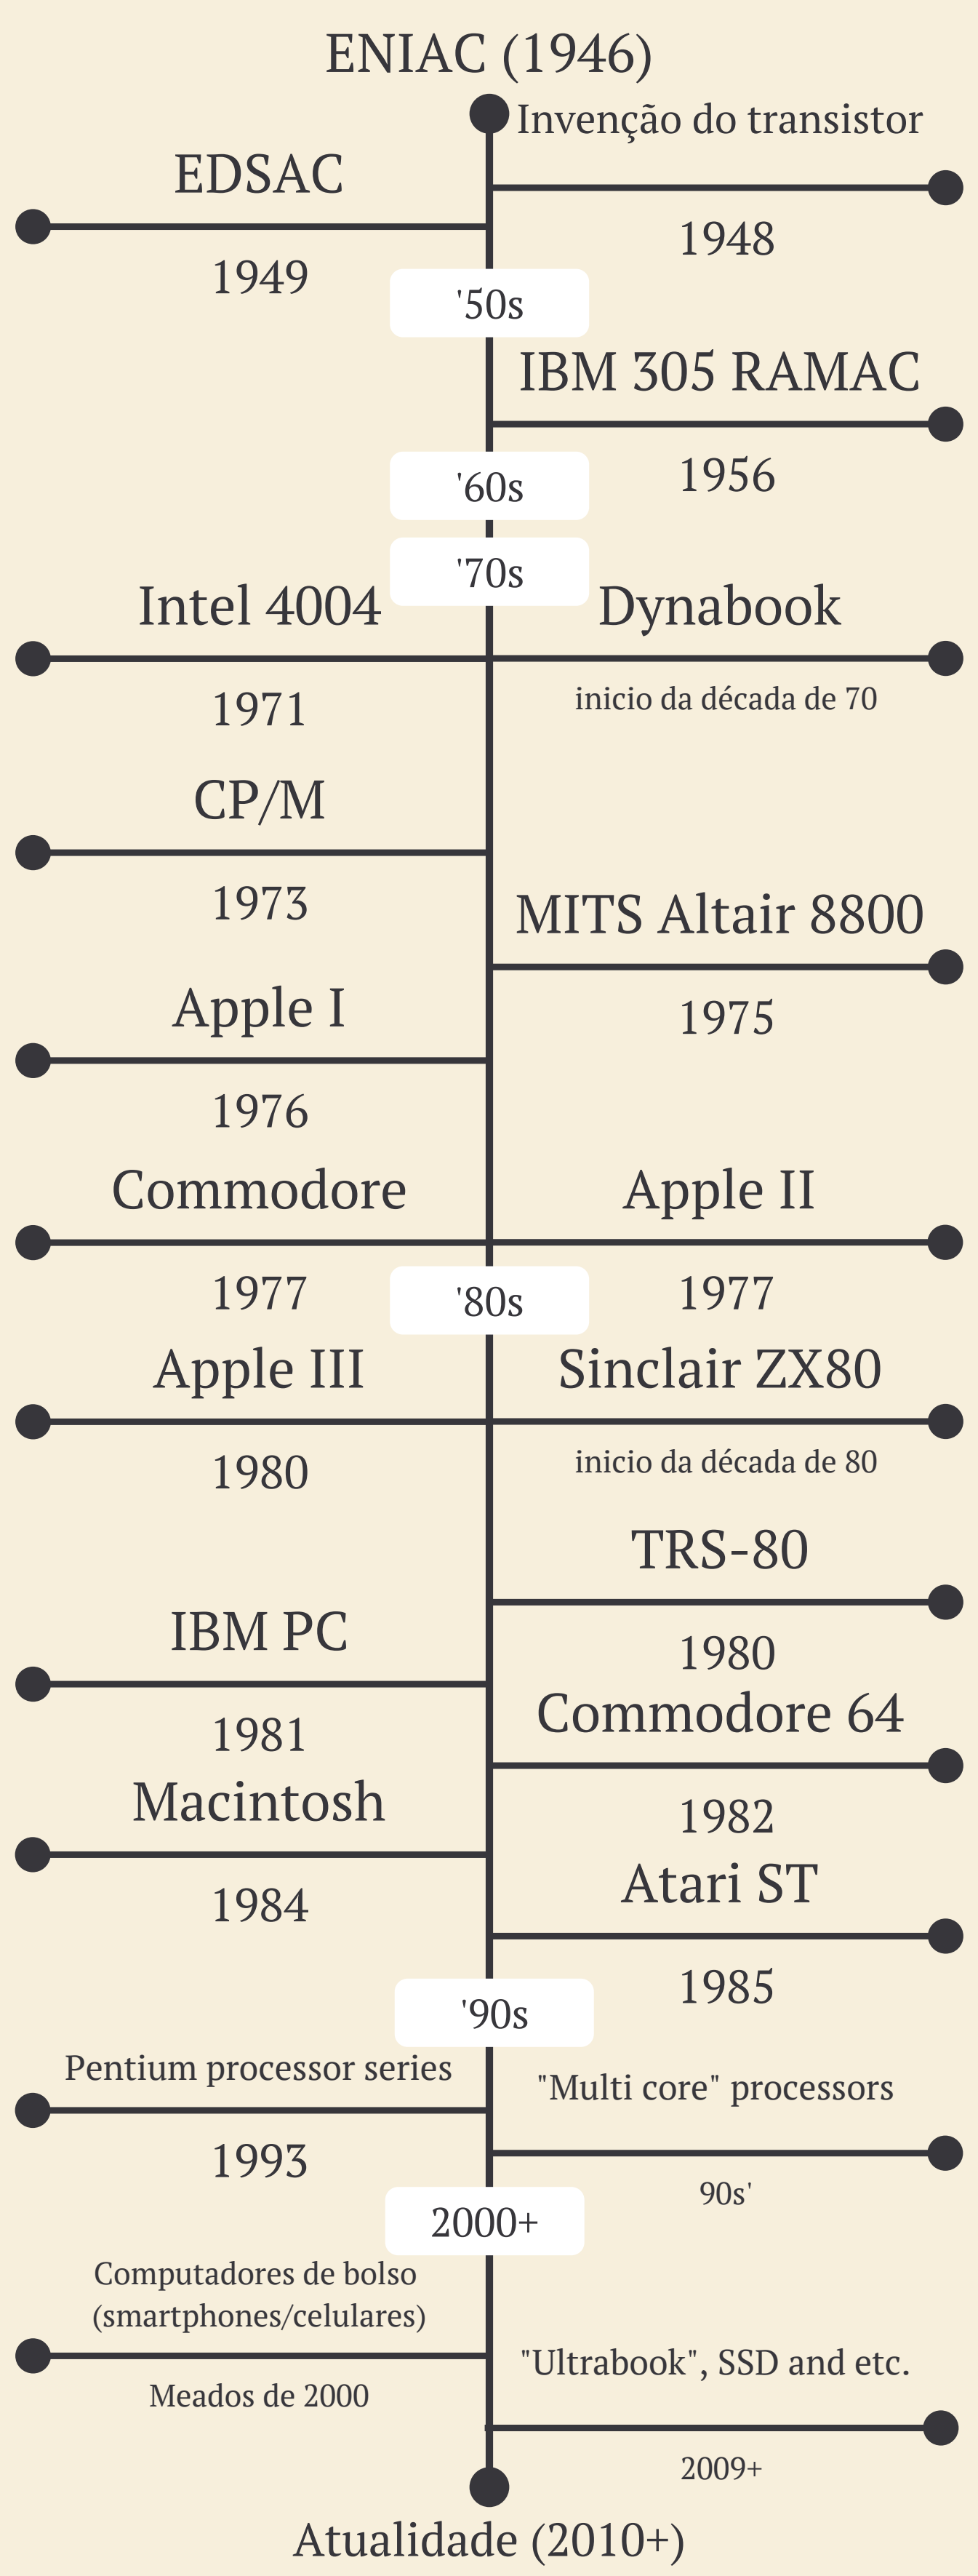 ENIAC (1946)
Invenção do transistor
1948
EDSAC
1949
'50s
IBM 305 RAMAC
1956
'60s
'70s
Intel 4004
1971
Dynabook
inicio da década de 70
CP/M
1973
MITS Altair 8800
1975
Apple I
1976
Commodore
1977
Apple II
1977
'80s
Apple III
1980
Sinclair ZX80
inicio da década de 80
TRS-80
1980
IBM PC
1981
Commodore 64
1982
Macintosh
1984
Atari ST
1985
'90s
Pentium processor series
1993
"Multi core" processors
90s'
2000+
Computadores de bolso
(smartphones/celulares)
Meados de 2000
"Ultrabook", SSD and etc.
2009+
Atualidade (2010+)